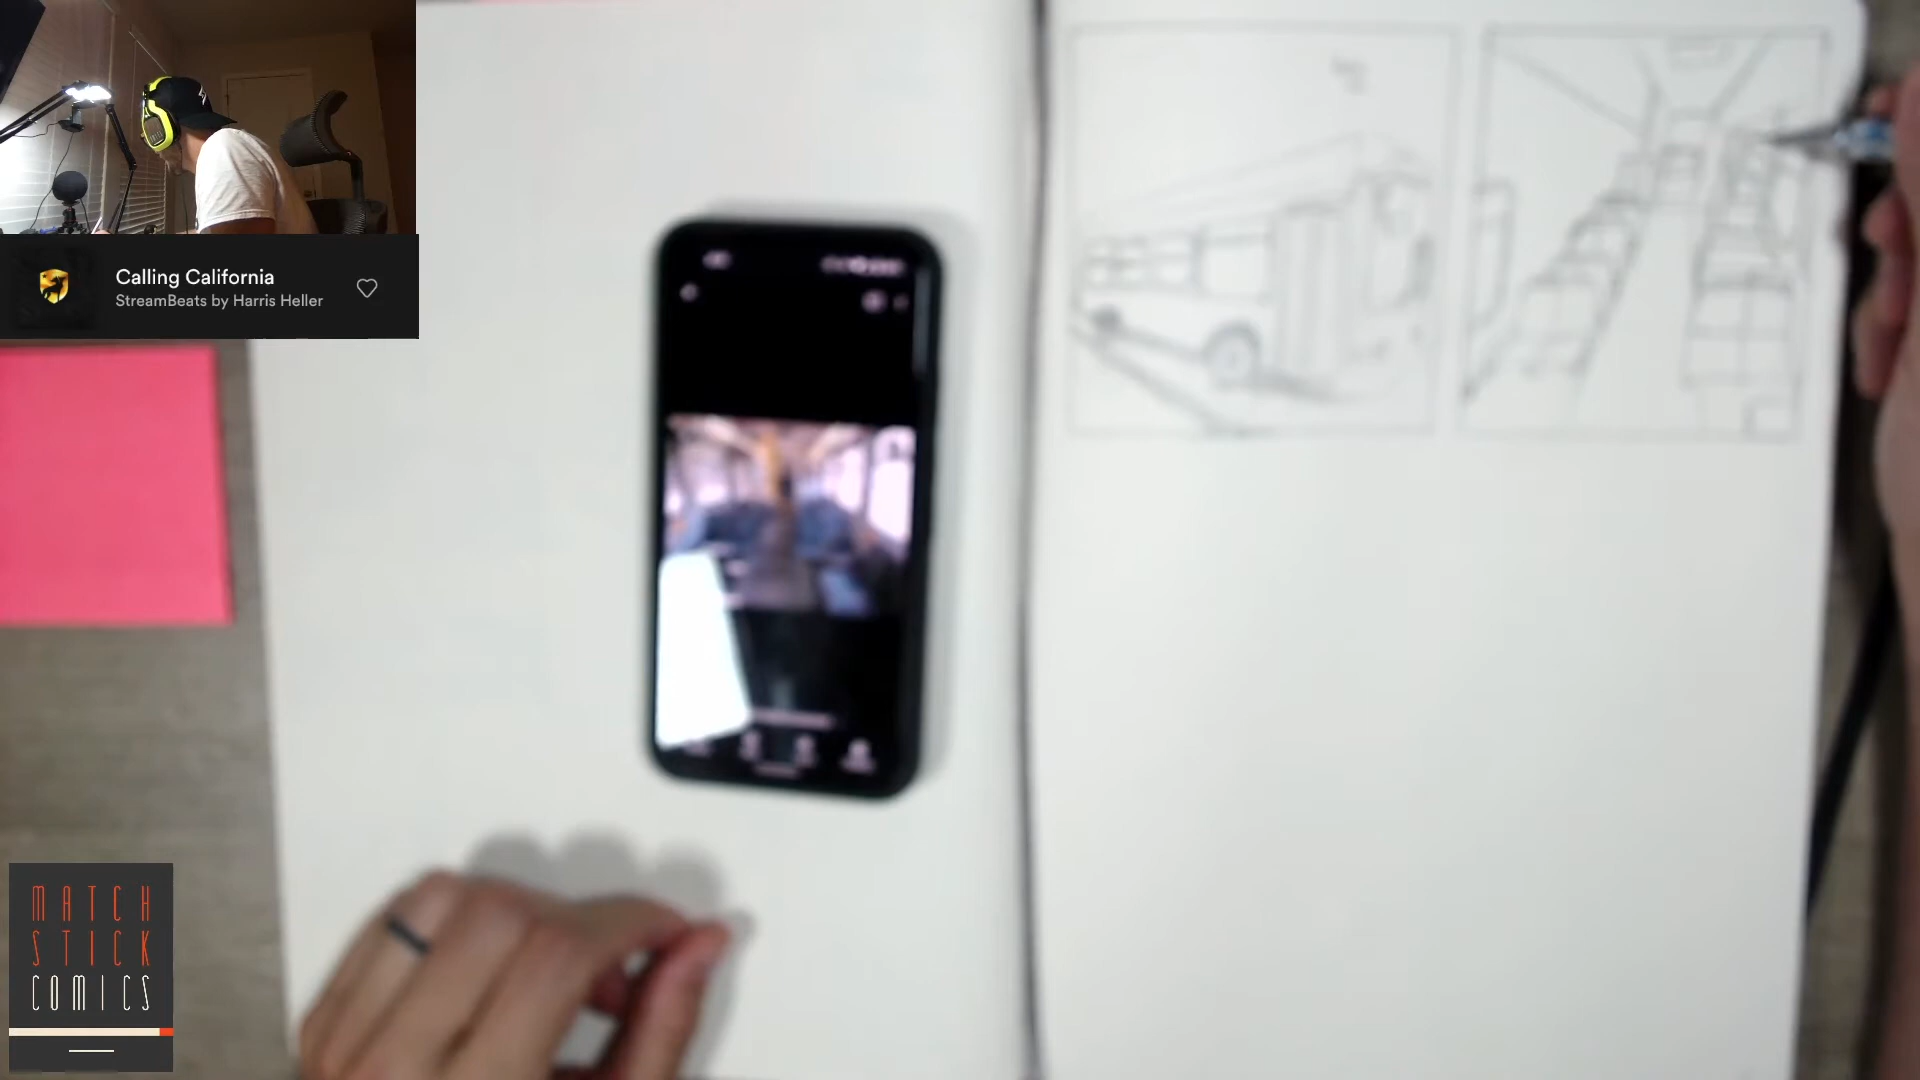 Calling California
StreamBeats by Harris Heller
MATCH
STICK
COMICS